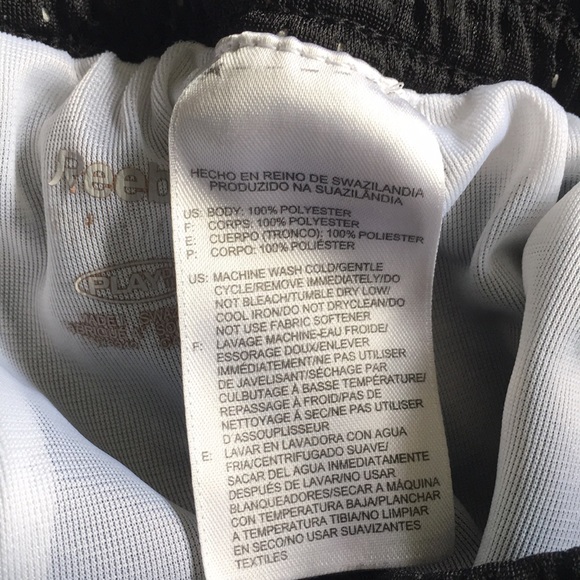 Reeb
PLAY
HECHO EN REINO DE SWAZILANDIA
PRODUZIDO NA SUAZILÂNDIA
US: BODY: 100% POLYESTER
F: CORPS: 100% POLYESTER
E: CUERPO (TRONCO): 100% POLIESTER
P: CORPO: 100% POLIÉSTER
US: MACHINE WASH COLD/GENTLE
CYCLE/REMOVE IMMEDIATELY/DO
NOT BLEACH/TUMBLE DRY LOW/
COOL IRON/DO NOT DRYCLEAN/DO
NOT USE FABRIC SOFTENER
F: LAVAGE MACHINE-EAU FROIDE/
ESSORAGE DOUX/ENLEVER
IMMÉDIATEMENT/NE PAS UTILISER
DE JAVELISANT/SÉCHAGE PAR
CULBUTAGE À BASSE TEMPÉRATURE/
REPASSAGE À FROID/PAS DE
NETTOYAGE À SEC/NE PAS UTILISER
D´ASSOUPLISSEUR
E: LAVAR EN LAVADORA CON AGUA
FRIA/CENTRIFUGADO SUAVE/
SACAR DEL AGUA INMEDIATAMENTE
DESPUÉS DE LAVAR/NO USAR
BLANQUEADORES/SECAR A MÁQUINA
CON TEMPERATURA BAJA/PLANCHAR
A TEMPERATURA TIBIA/NO LIMPIAR
EN SECO/NO USAR SUAVIZANTES
TEXTILES